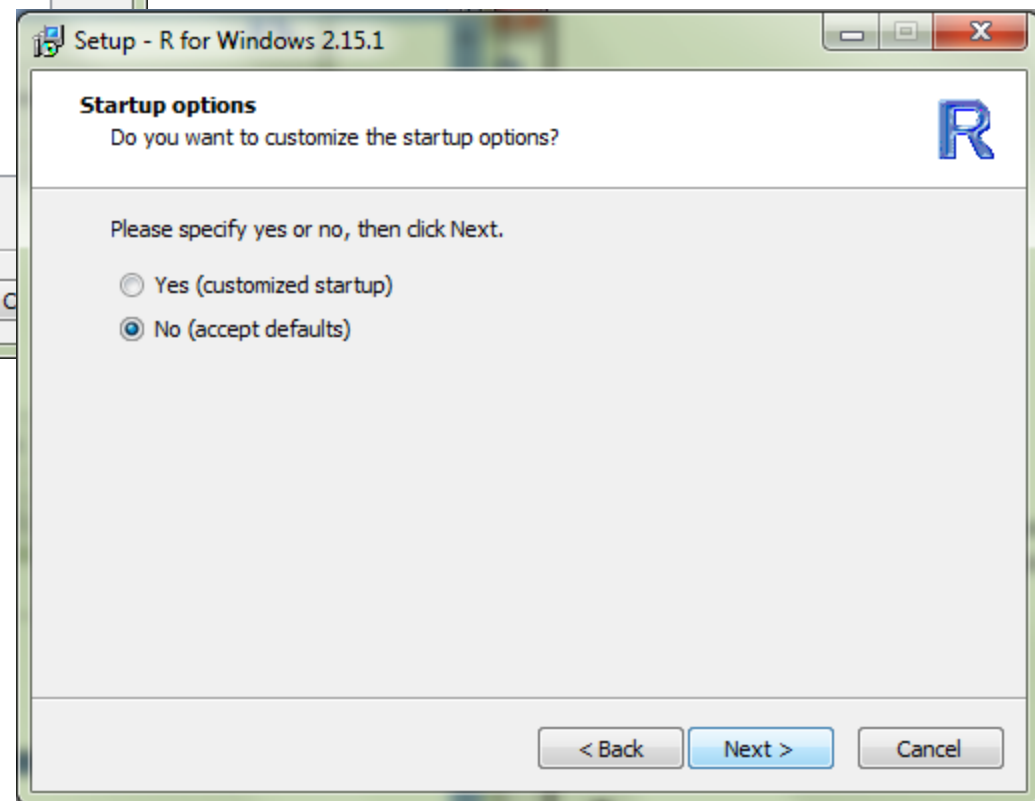 Setup - R for Windows 2.15.1
Startup options
Do you want to customize the startup options?
R
Please specify yes or no, then click Next.
Yes (customized startup)
No (accept defaults)
< Back
Next >
Cancel